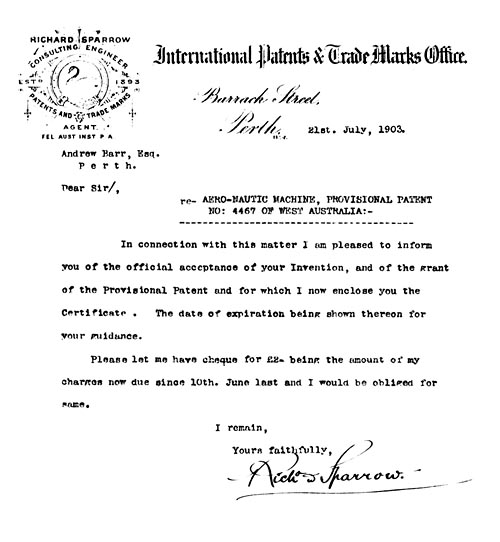 RICHARD SPARROW
CONSULTING ENGINEER
ESTD 1893
PATENTS AND TRADE MARKS
AGENT.
FEL AUST INST P A
International Patents & Trade Marks Office.
Barrack Street,
Perth, W.A. 21st. July, 1903.
Andrew Barr, Esq.
Perth.
Dear Sir/,
re- AERO-NAUTIC MACHINE, PROVISIONAL PATENT
NO: 4467 OF WEST AUSTRALIA:-
In connection with this matter I am pleased to inform
you of the official acceptance of your Invention, and of the grant
of the Provisional Patent and for which I now enclose you the
Certificate . The date of expiration being shown thereon for
your guidance.
Please let me have cheque for £2- being the amount of my
charges now due since 10th. June last and I would be obliged for
same.
I remain,
Yours faithfully,
Richd Sparrow.